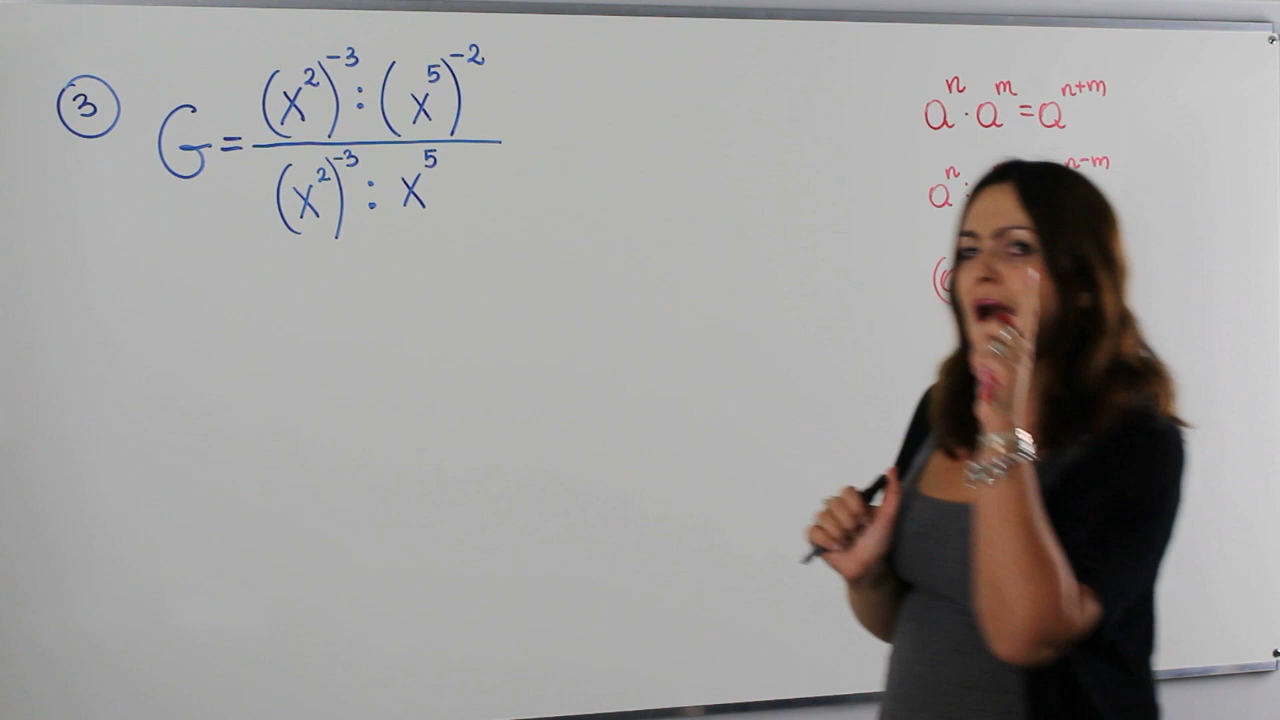 ③ G = ((x²)⁻³ : (x⁵)⁻²) / ((x²)⁻³ : x⁵)
aⁿ · aᵐ = aⁿ⁺ᵐ
aⁿ : ⁿ⁻ᵐ
(